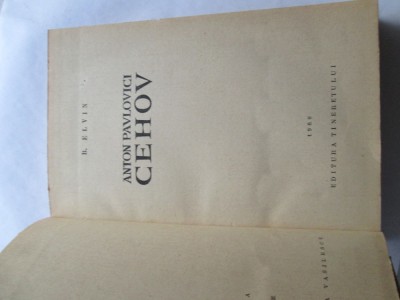 B. ELVIN
ANTON PAVLOVICI
CEHOV
EDITURA TINERETULUI